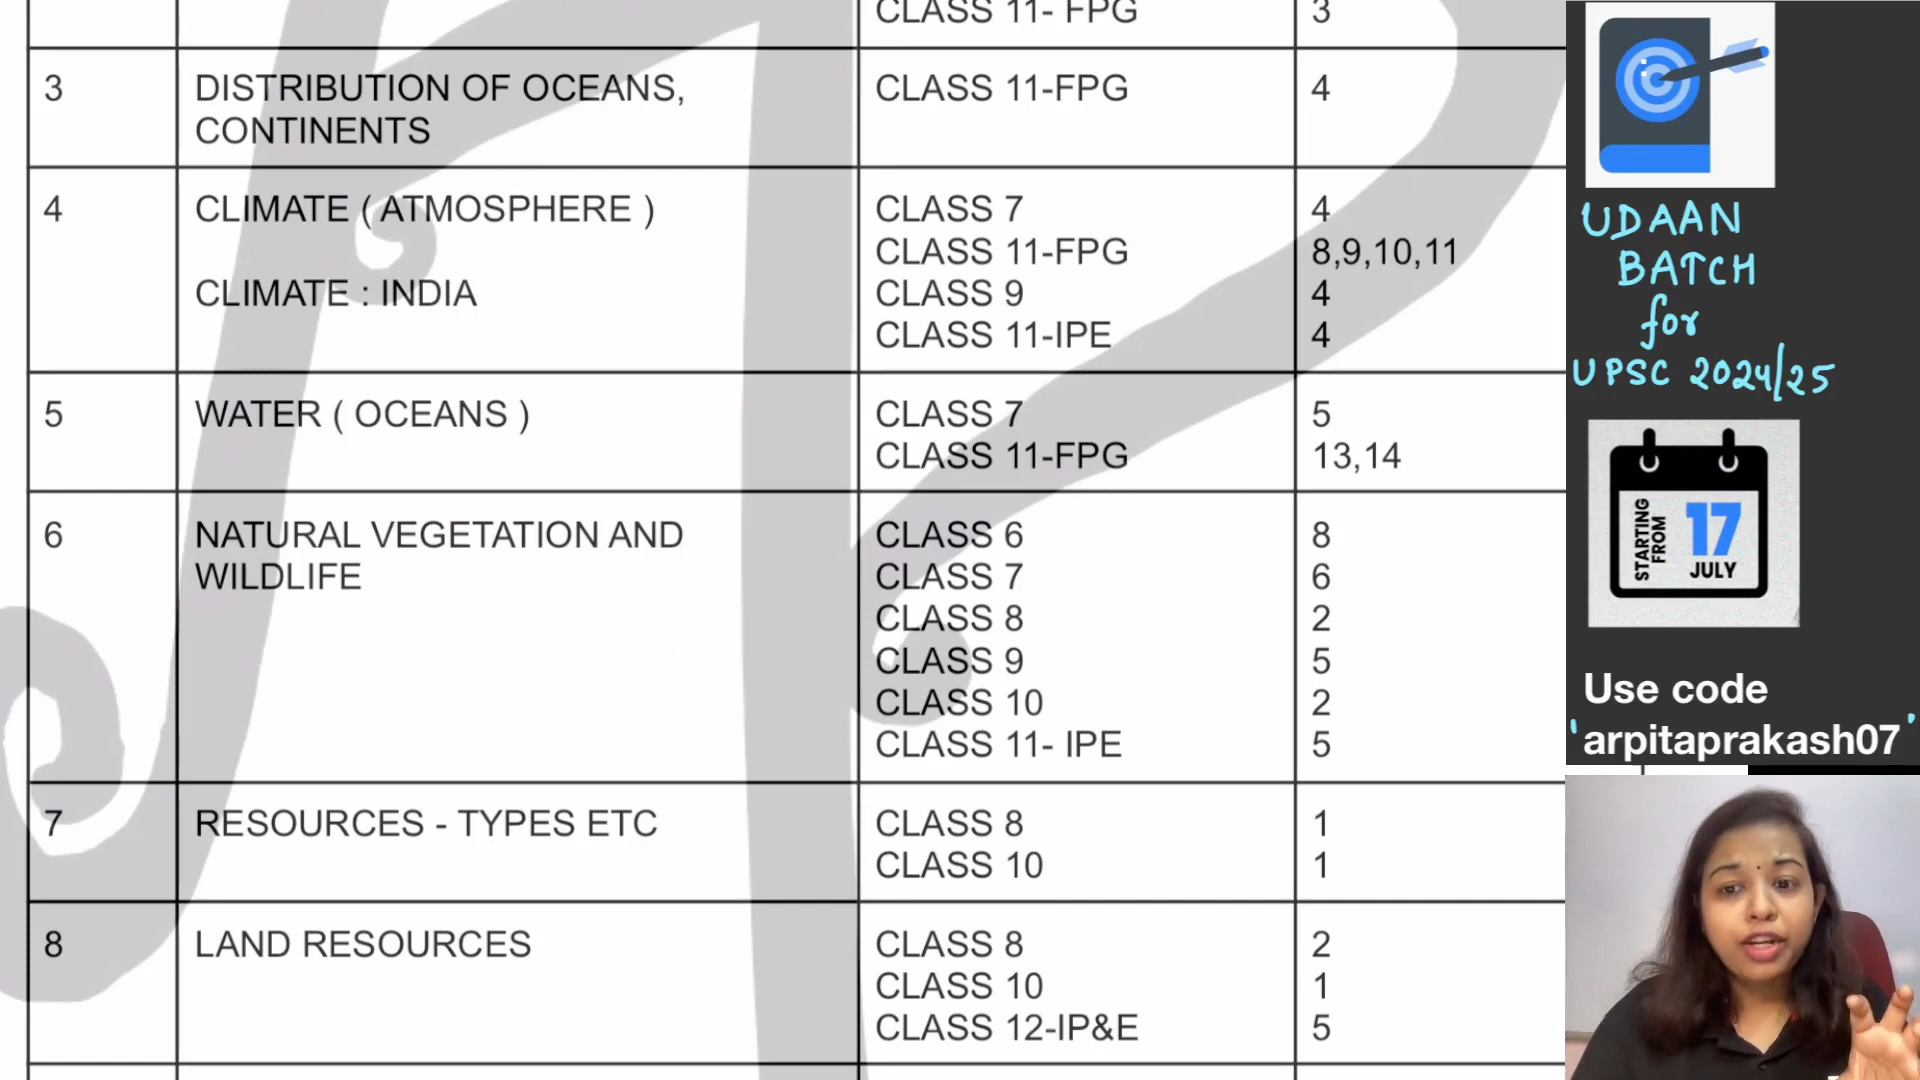 CLASS 11- FPG 3
3 DISTRIBUTION OF OCEANS, CLASS 11-FPG 4
CONTINENTS
4 CLIMATE ( ATMOSPHERE ) CLASS 7 4
CLASS 11-FPG 8,9,10,11
CLIMATE : INDIA CLASS 9 4
CLASS 11-IPE 4
5 WATER ( OCEANS ) CLASS 7 5
CLASS 11-FPG 13,14
6 NATURAL VEGETATION AND CLASS 6 8
WILDLIFE CLASS 7 6
CLASS 8 2
CLASS 9 5
CLASS 10 2
CLASS 11- IPE 5
7 RESOURCES - TYPES ETC CLASS 8 1
CLASS 10 1
8 LAND RESOURCES CLASS 8 2
CLASS 10 1
CLASS 12-IP&E 5
UDAAN
BATCH
for
UPSC 2024/25
STARTING
FROM
17
JULY
Use code
'arpitaprakash07'